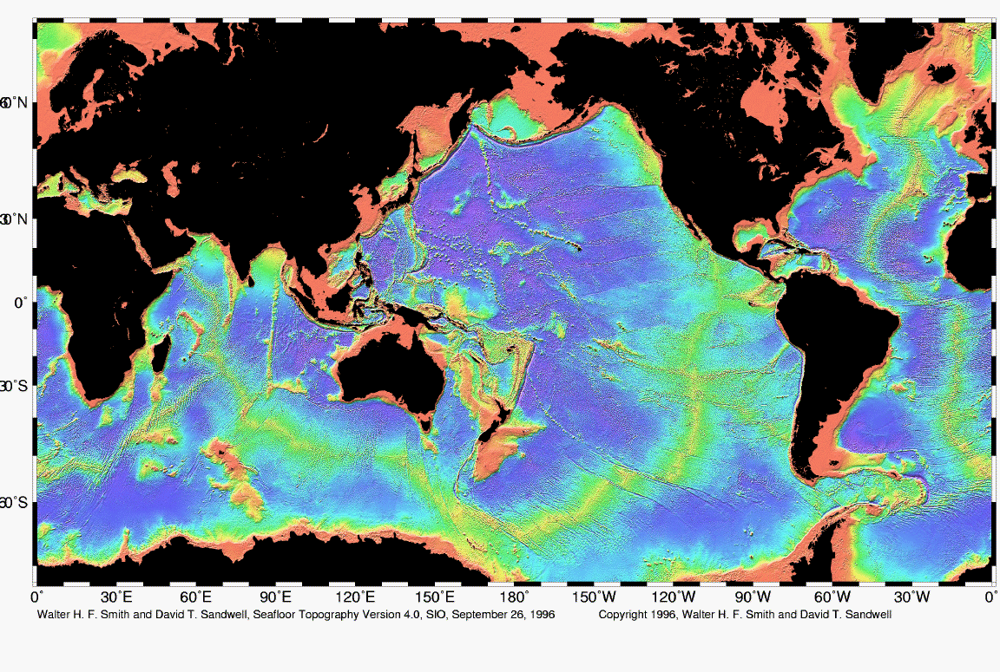 60°N
30°N
0°
30°S
60°S
0° 30°E 60°E 90°E 120°E 150°E 180° 150°W 120°W 90°W 60°W 30°W 0°
Walter H. F. Smith and David T. Sandwell, Seafloor Topography Version 4.0, SIO, September 26, 1996 Copyright 1996, Walter H. F. Smith and David T. Sandwell